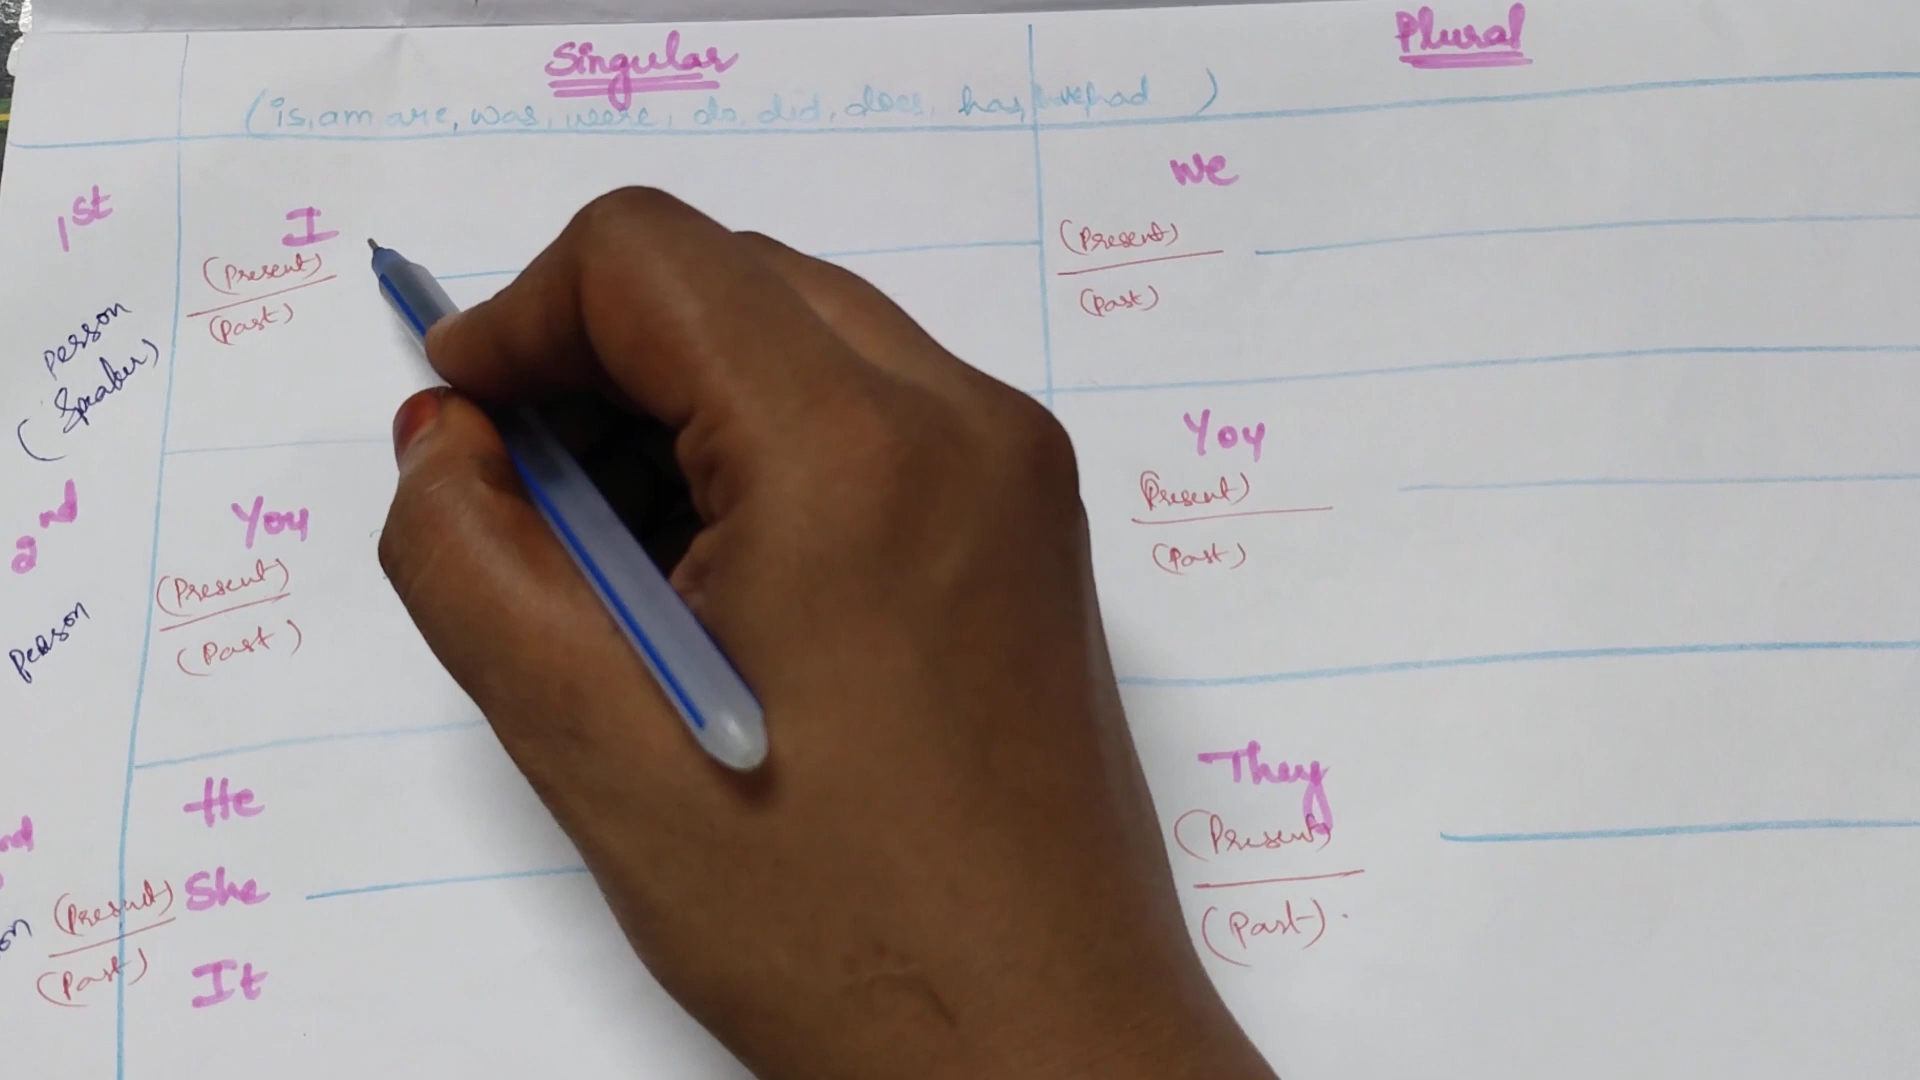 Singular
Plural
(is, am are, was, were, do, did, does, has, have had )
1st
I
(Present)
(Past)
We
(Present)
(Past)
Person
(Speaker)
2nd
You
(Present)
(Past)
You
(Present)
(Past)
Person
He
She
It
(Present)
(Past)
They
(Present)
(Past).